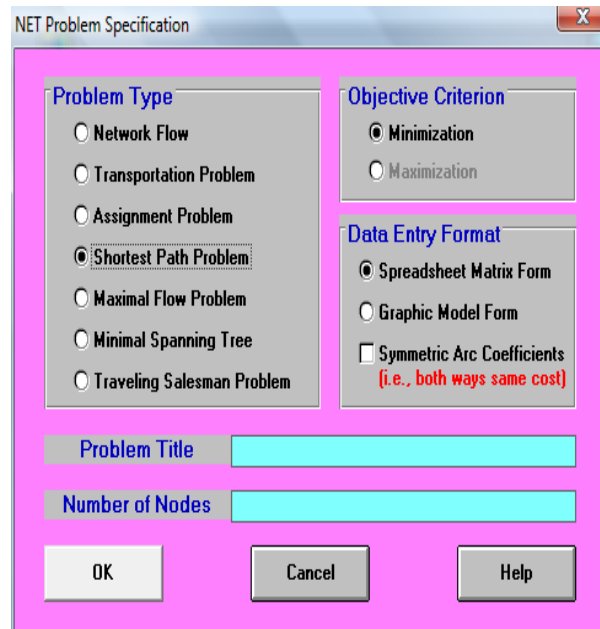 NET Problem Specification
X
Problem Type
Network Flow
Transportation Problem
Assignment Problem
Shortest Path Problem
Maximal Flow Problem
Minimal Spanning Tree
Traveling Salesman Problem
Objective Criterion
Minimization
Maximization
Data Entry Format
Spreadsheet Matrix Form
Graphic Model Form
Symmetric Arc Coefficients
(i.e., both ways same cost)
Problem Title
Number of Nodes
OK Cancel Help